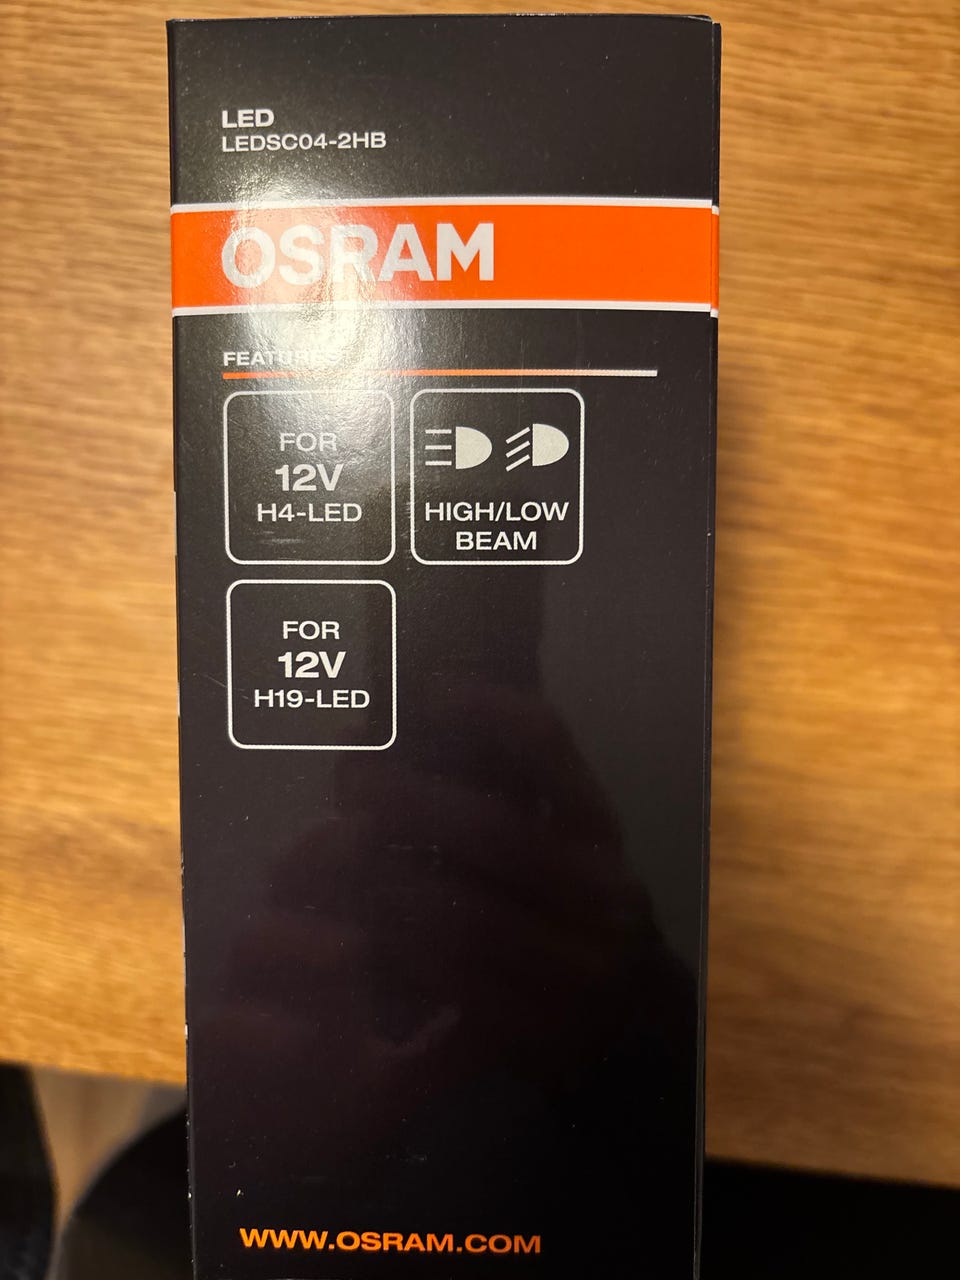 LED
LEDSC04-2HB
OSRAM
FEATURES
FOR
12V
H4-LED
HIGH/LOW
BEAM
FOR
12V
H19-LED
WWW.OSRAM.COM